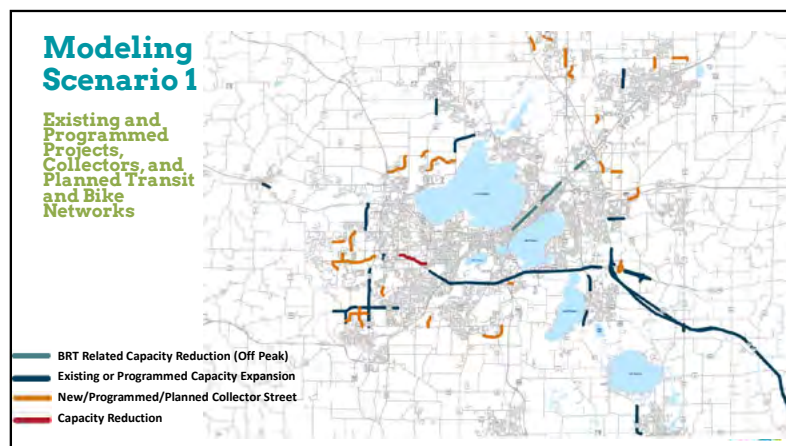 Modeling
Scenario 1
Existing and
Programmed
Projects,
Collectors, and
Planned Transit
and Bike
Networks
BRT Related Capacity Reduction (Off Peak)
Existing or Programmed Capacity Expansion
New/Programmed/Planned Collector Street
Capacity Reduction